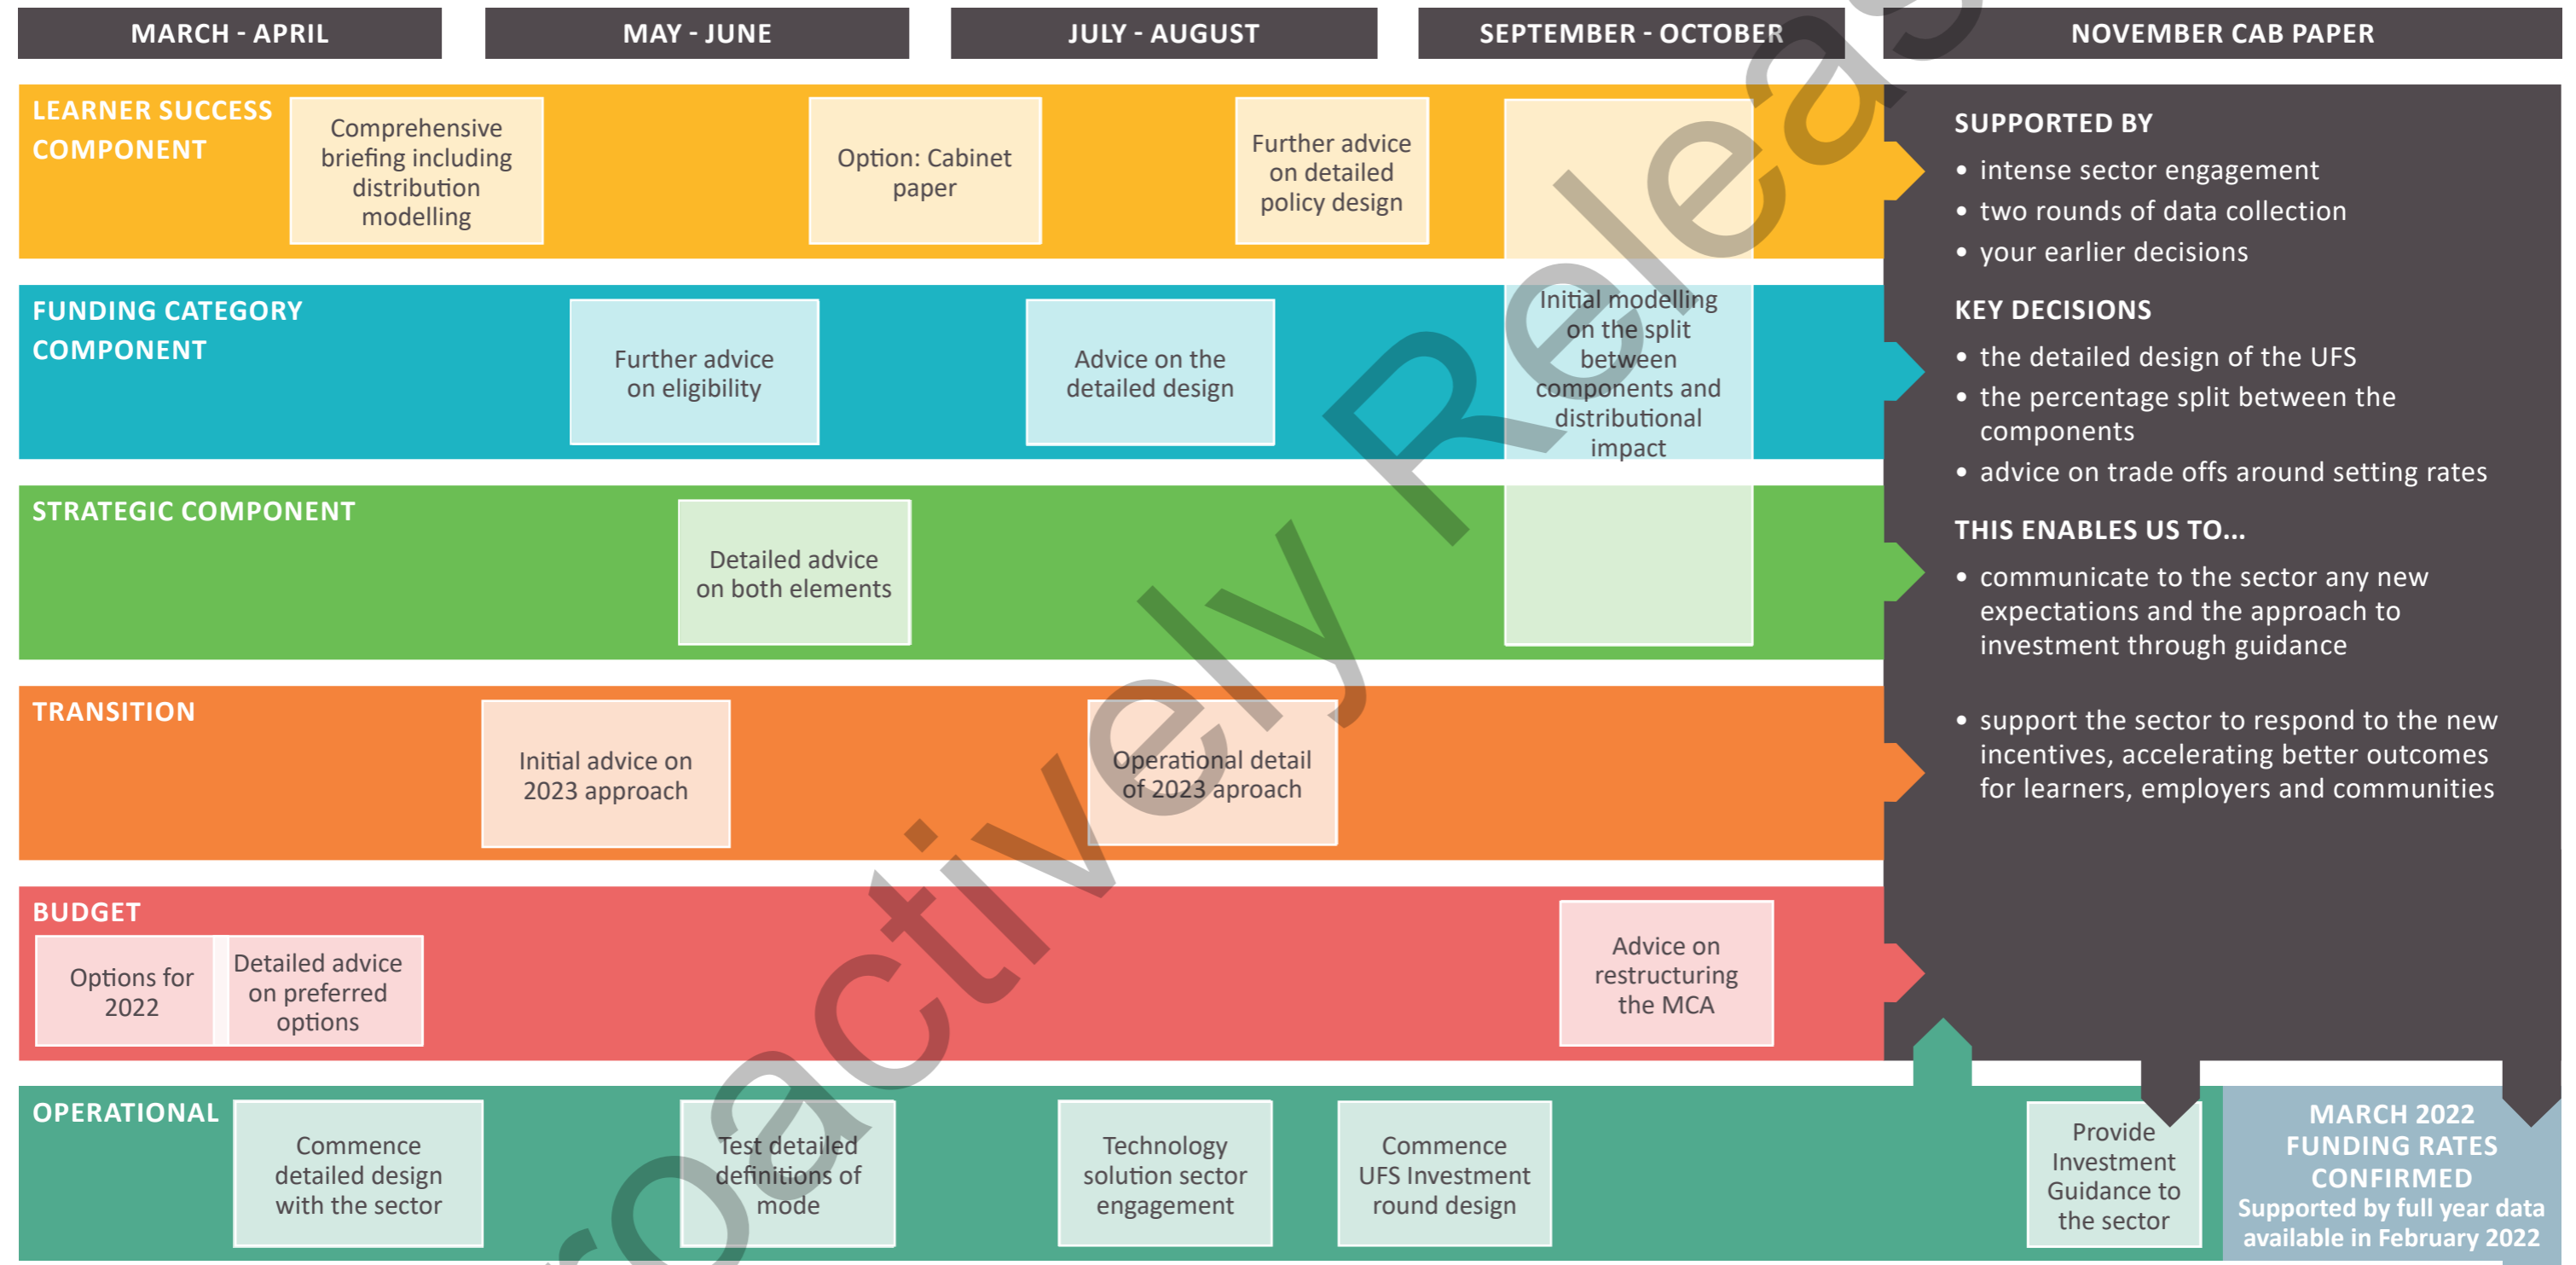 MARCH - APRIL
MAY - JUNE
JULY - AUGUST
SEPTEMBER - OCTOBER
NOVEMBER CAB PAPER
LEARNER SUCCESS
COMPONENT
Comprehensive
briefing including
distribution
modelling
Option: Cabinet
paper
Further advice
on detailed
policy design
FUNDING CATEGORY
COMPONENT
Further advice
on eligibility
Advice on the
detailed design
Initial modelling
on the split
between
components and
distributional
impact
STRATEGIC COMPONENT
Detailed advice
on both elements
TRANSITION
Initial advice on
2023 approach
Operational detail
of 2023 aproach
BUDGET
Options for
2022
Detailed advice
on preferred
options
Advice on
restructuring
the MCA
SUPPORTED BY
• intense sector engagement
• two rounds of data collection
• your earlier decisions
KEY DECISIONS
• the detailed design of the UFS
• the percentage split between the
components
• advice on trade offs around setting rates
THIS ENABLES US TO...
• communicate to the sector any new
expectations and the approach to
investment through guidance
• support the sector to respond to the new
incentives, accelerating better outcomes
for learners, employers and communities
OPERATIONAL
Commence
detailed design
with the sector
Test detailed
definitions of
mode
Technology
solution sector
engagement
Commence
UFS Investment
round design
Provide
Investment
Guidance to
the sector
MARCH 2022
FUNDING RATES
CONFIRMED
Supported by full year data
available in February 2022
roactively Releas